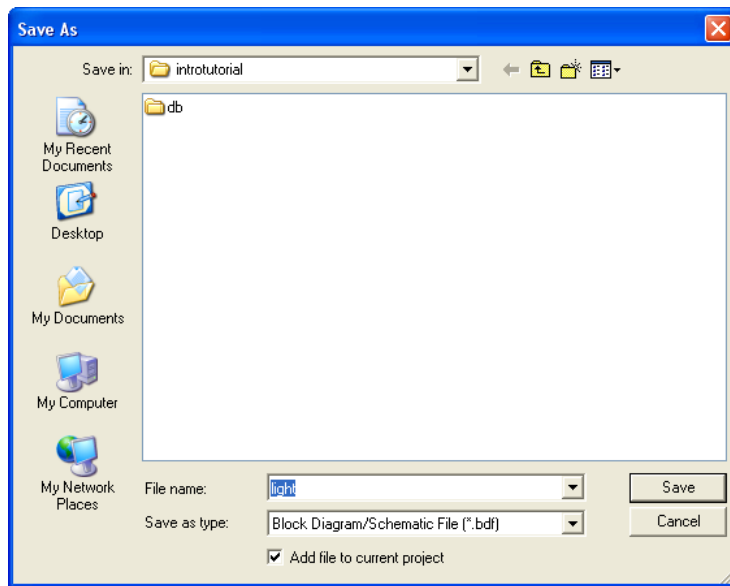 Save As
Save in:
introtutorial
db
My Recent
Documents
Desktop
My Documents
My Computer
My Network
Places
File name:
light
Save
Save as type:
Block Diagram/Schematic File (*.bdf)
Cancel
Add file to current project